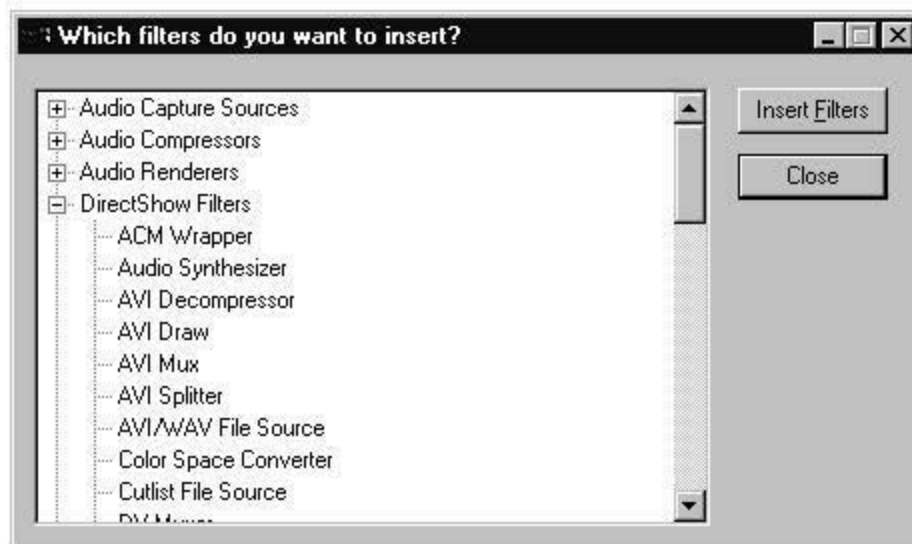 Which filters do you want to insert?
Audio Capture Sources
Audio Compressors
Audio Renderers
DirectShow Filters
ACM Wrapper
Audio Synthesizer
AVI Decompressor
AVI Draw
AVI Mux
AVI Splitter
AVI/WAV File Source
Color Space Converter
Cutlist File Source
Insert Filters
Close